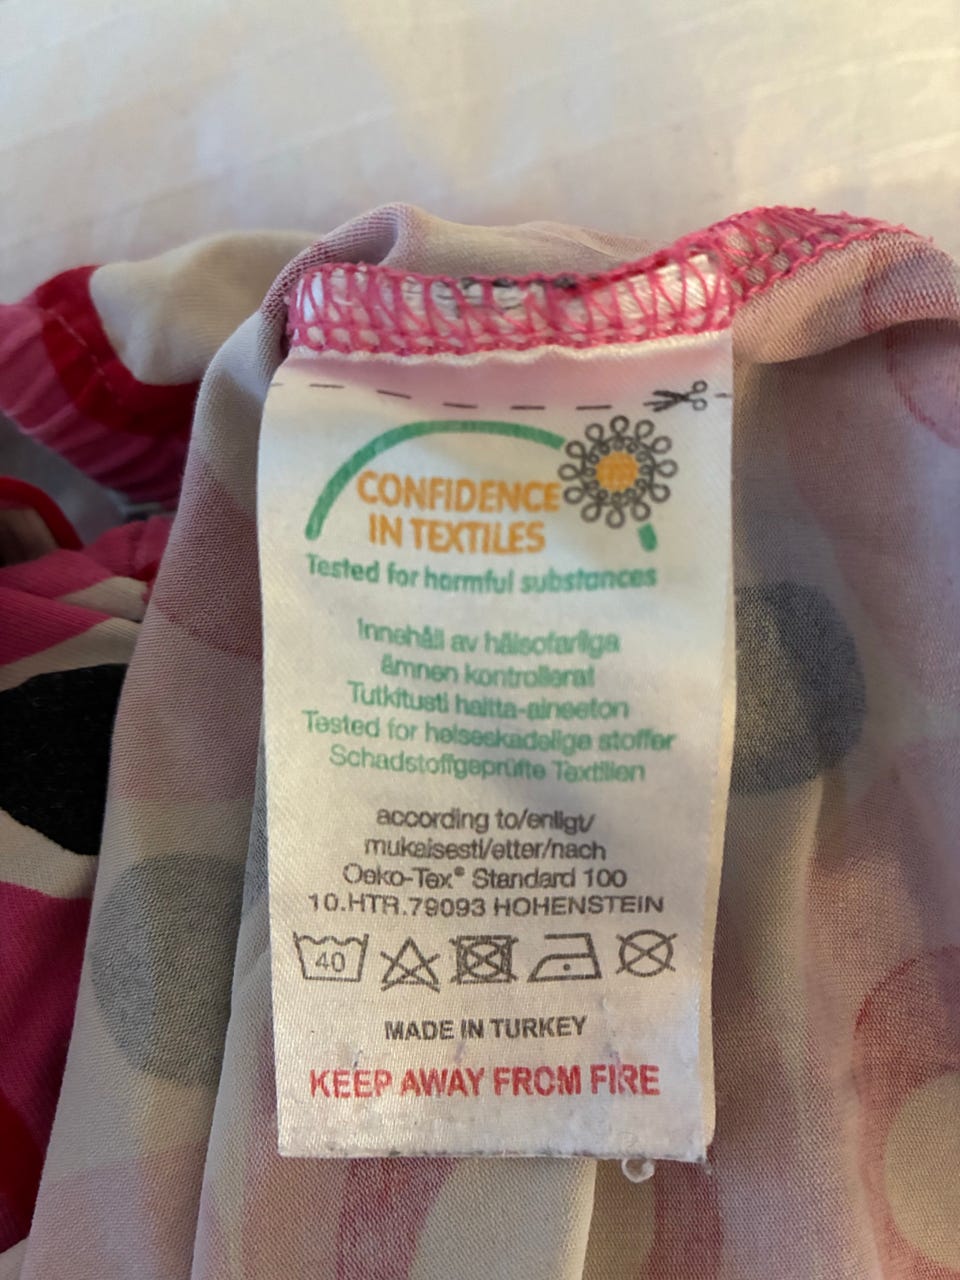 CONFIDENCE
IN TEXTILES
Tested for harmful substances
Innehåll av hälsofarliga
ämnen kontrollerat
Tutkitusti haitta-aineeton
Tested for helseskadelige stoffer
Schadstoffgeprüfte Textilien
according to/enligt/
mukaisesti/etter/nach
Oeko-Tex® Standard 100
10.HTR.79093 HOHENSTEIN
40
MADE IN TURKEY
KEEP AWAY FROM FIRE